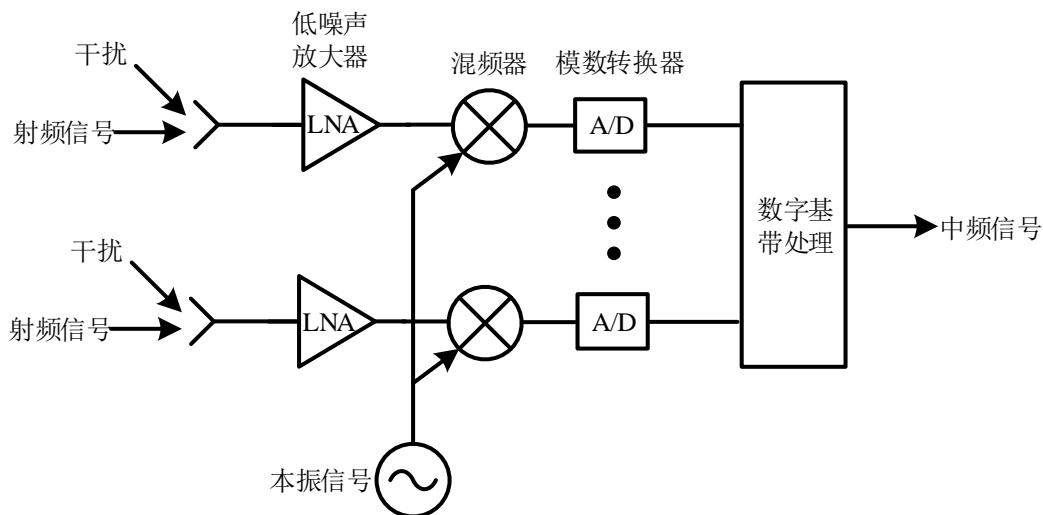 低噪声
放大器
混频器
模数转换器
干扰
射频信号
LNA
A/D
数字基
带处理
中频信号
干扰
射频信号
LNA
A/D
本振信号